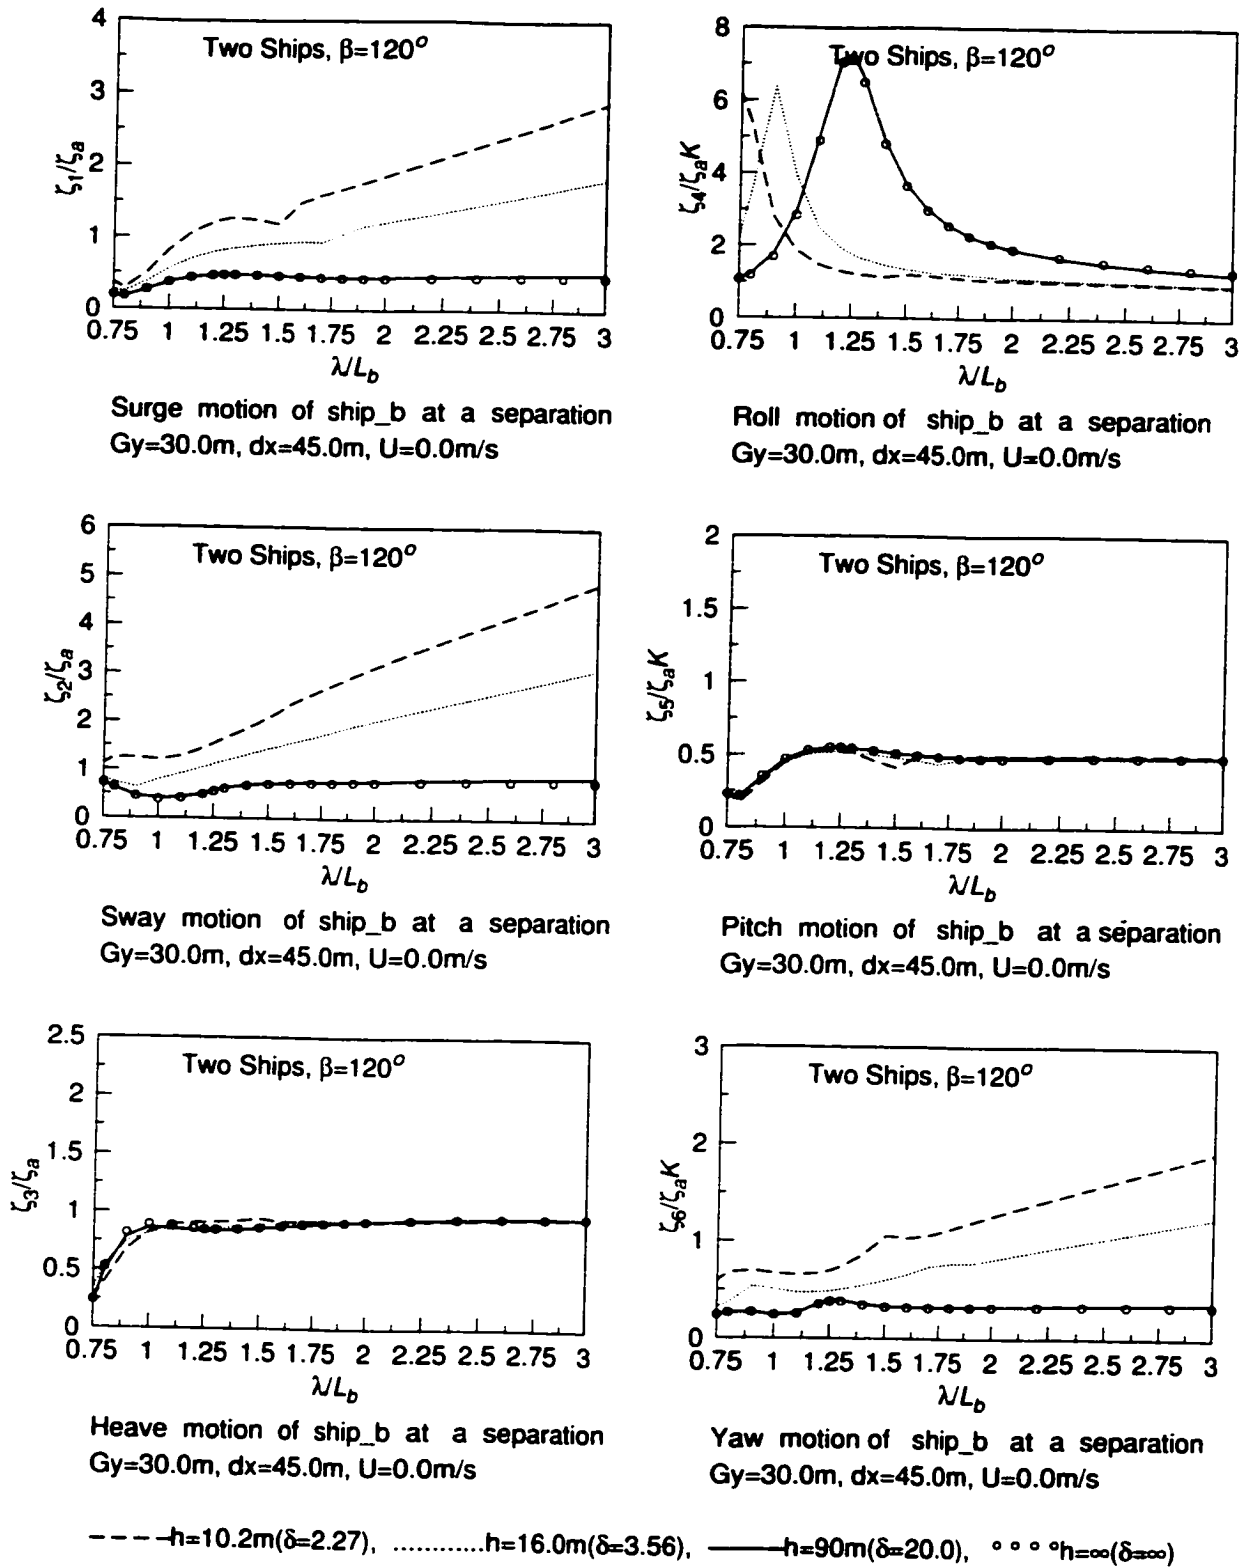 4
3
2
1
0
ζ1/ζa
Two Ships, β=120°
0.75 1 1.25 1.5 1.75 2 2.25 2.5 2.75 3
λ/Lb
Surge motion of ship_b at a separation
Gy=30.0m, dx=45.0m, U=0.0m/s
8
6
4
2
0
ζ4/ζaK
Two Ships, β=120°
0.75 1 1.25 1.5 1.75 2 2.25 2.5 2.75 3
λ/Lb
Roll motion of ship_b at a separation
Gy=30.0m, dx=45.0m, U=0.0m/s
6
5
4
3
2
1
0
ζ2/ζa
Two Ships, β=120°
0.75 1 1.25 1.5 1.75 2 2.25 2.5 2.75 3
λ/Lb
Sway motion of ship_b at a separation
Gy=30.0m, dx=45.0m, U=0.0m/s
2
1.5
1
0.5
0
ζ5/ζaK
Two Ships, β=120°
0.75 1 1.25 1.5 1.75 2 2.25 2.5 2.75 3
λ/Lb
Pitch motion of ship_b at a separation
Gy=30.0m, dx=45.0m, U=0.0m/s
2.5
2
1.5
1
0.5
0
ζ3/ζa
Two Ships, β=120°
0.75 1 1.25 1.5 1.75 2 2.25 2.5 2.75 3
λ/Lb
Heave motion of ship_b at a separation
Gy=30.0m, dx=45.0m, U=0.0m/s
3
2
1
0
ζ6/ζaK
Two Ships, β=120°
0.75 1 1.25 1.5 1.75 2 2.25 2.5 2.75 3
λ/Lb
Yaw motion of ship_b at a separation
Gy=30.0m, dx=45.0m, U=0.0m/s
h=10.2m(δ=2.27), ............h=16.0m(δ=3.56), h=90m(δ=20.0), h=∞(δ=∞)